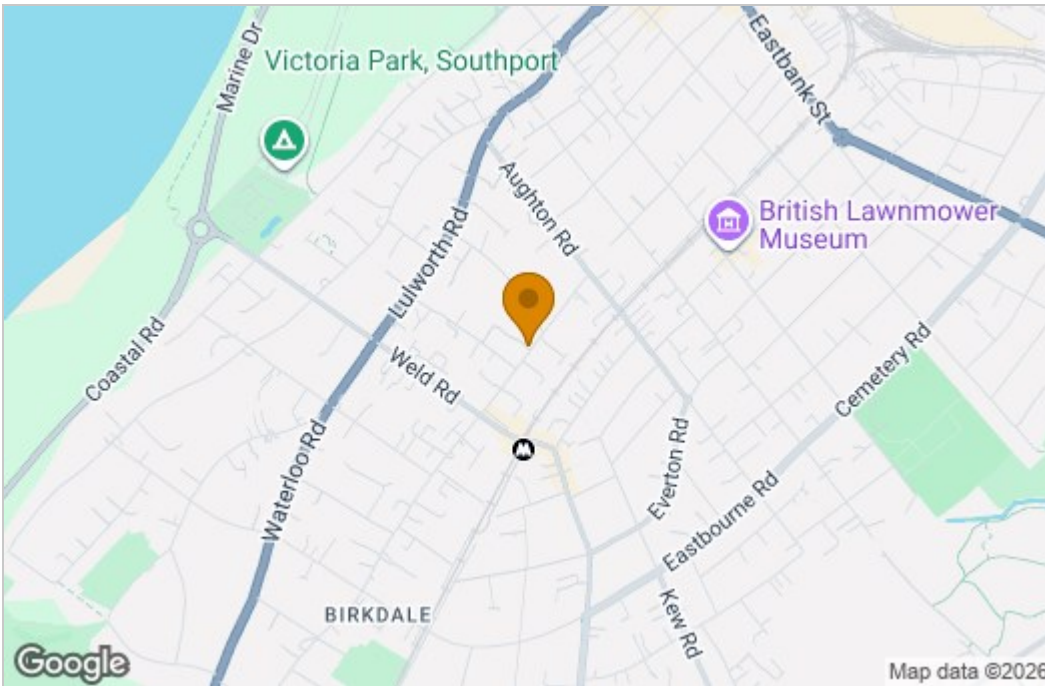 Marine Dr
Victoria Park, Southport
Eastbank St
Aughton Rd
British Lawnmower
Museum
Lulworth Rd
Coastal Rd
Weld Rd
Cemetery Rd
Waterloo Rd
Everton Rd
Eastbourne Rd
Kew Rd
BIRKDALE
Google
Map data ©2026